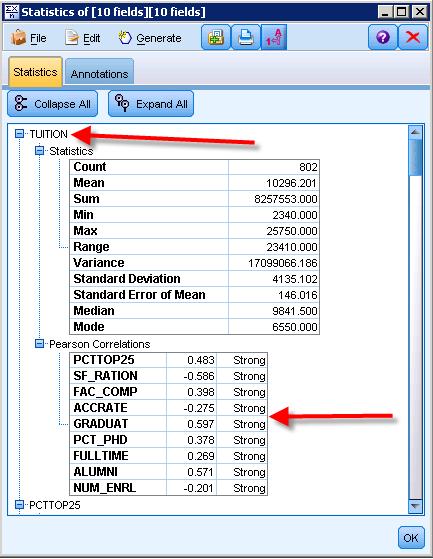 Statistics of [10 fields][10 fields]
File Edit Generate
Statistics Annotations
Collapse All Expand All
TUITION
Statistics
Count 802
Mean 10296.201
Sum 8257553.000
Min 2340.000
Max 25750.000
Range 23410.000
Variance 17099066.186
Standard Deviation 4135.102
Standard Error of Mean 146.016
Median 9841.500
Mode 6550.000
Pearson Correlations
PCTTOP25 0.483 Strong
SF_RATION -0.586 Strong
FAC_COMP 0.398 Strong
ACCRATE -0.275 Strong
GRADUAT 0.597 Strong
PCT_PHD 0.378 Strong
FULLTIME 0.269 Strong
ALUMNI 0.571 Strong
NUM_ENRL -0.201 Strong
PCTTOP25
OK